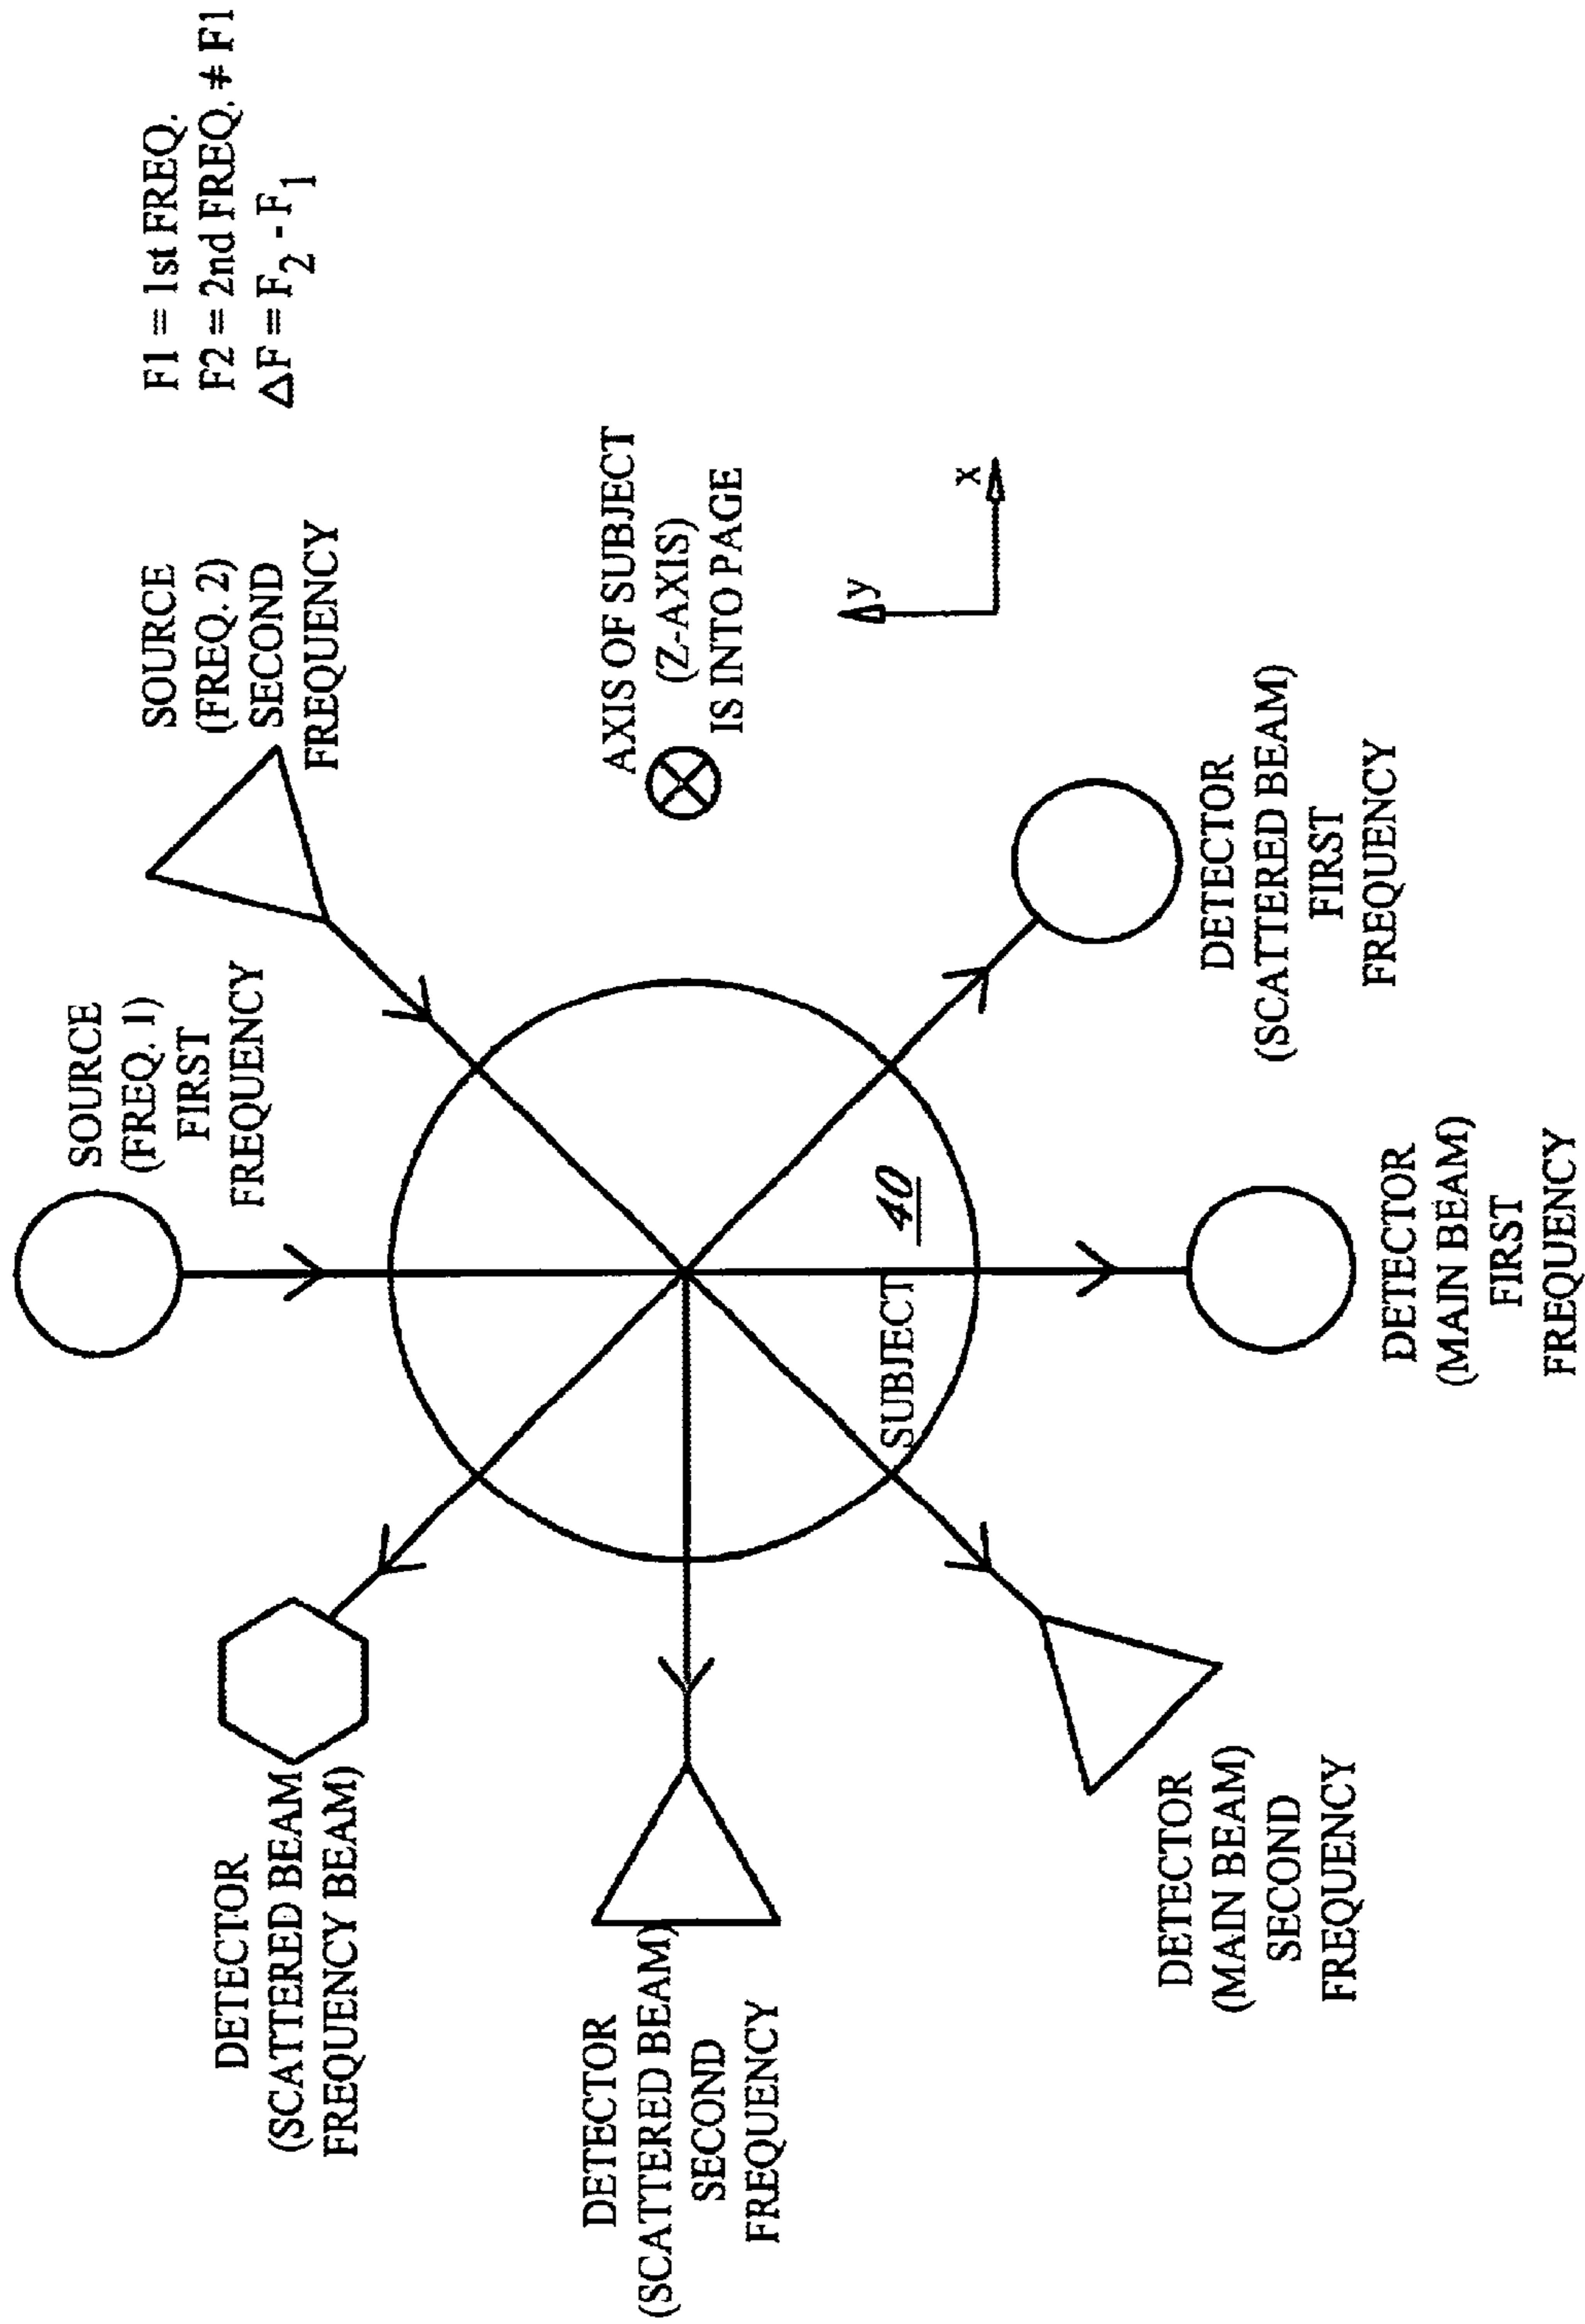 F1 = 1st FREQ.
F2 = 2nd FREQ. ≠ F1
ΔF = F2 - F1
SOURCE
(FREQ. 1)
FIRST
FREQUENCY
SOURCE
(FREQ. 2)
SECOND
FREQUENCY
DETECTOR
(SCATTERED BEAM
FREQUENCY BEAM)
AXIS OF SUBJECT
(Z-AXIS)
IS INTO PAGE
DETECTOR
(SCATTERED BEAM)
SECOND
FREQUENCY
y
x
SUBJECT 40
DETECTOR
(MAIN BEAM)
SECOND
FREQUENCY
DETECTOR
(SCATTERED BEAM)
FIRST
FREQUENCY
DETECTOR
(MAIN BEAM)
FIRST
FREQUENCY